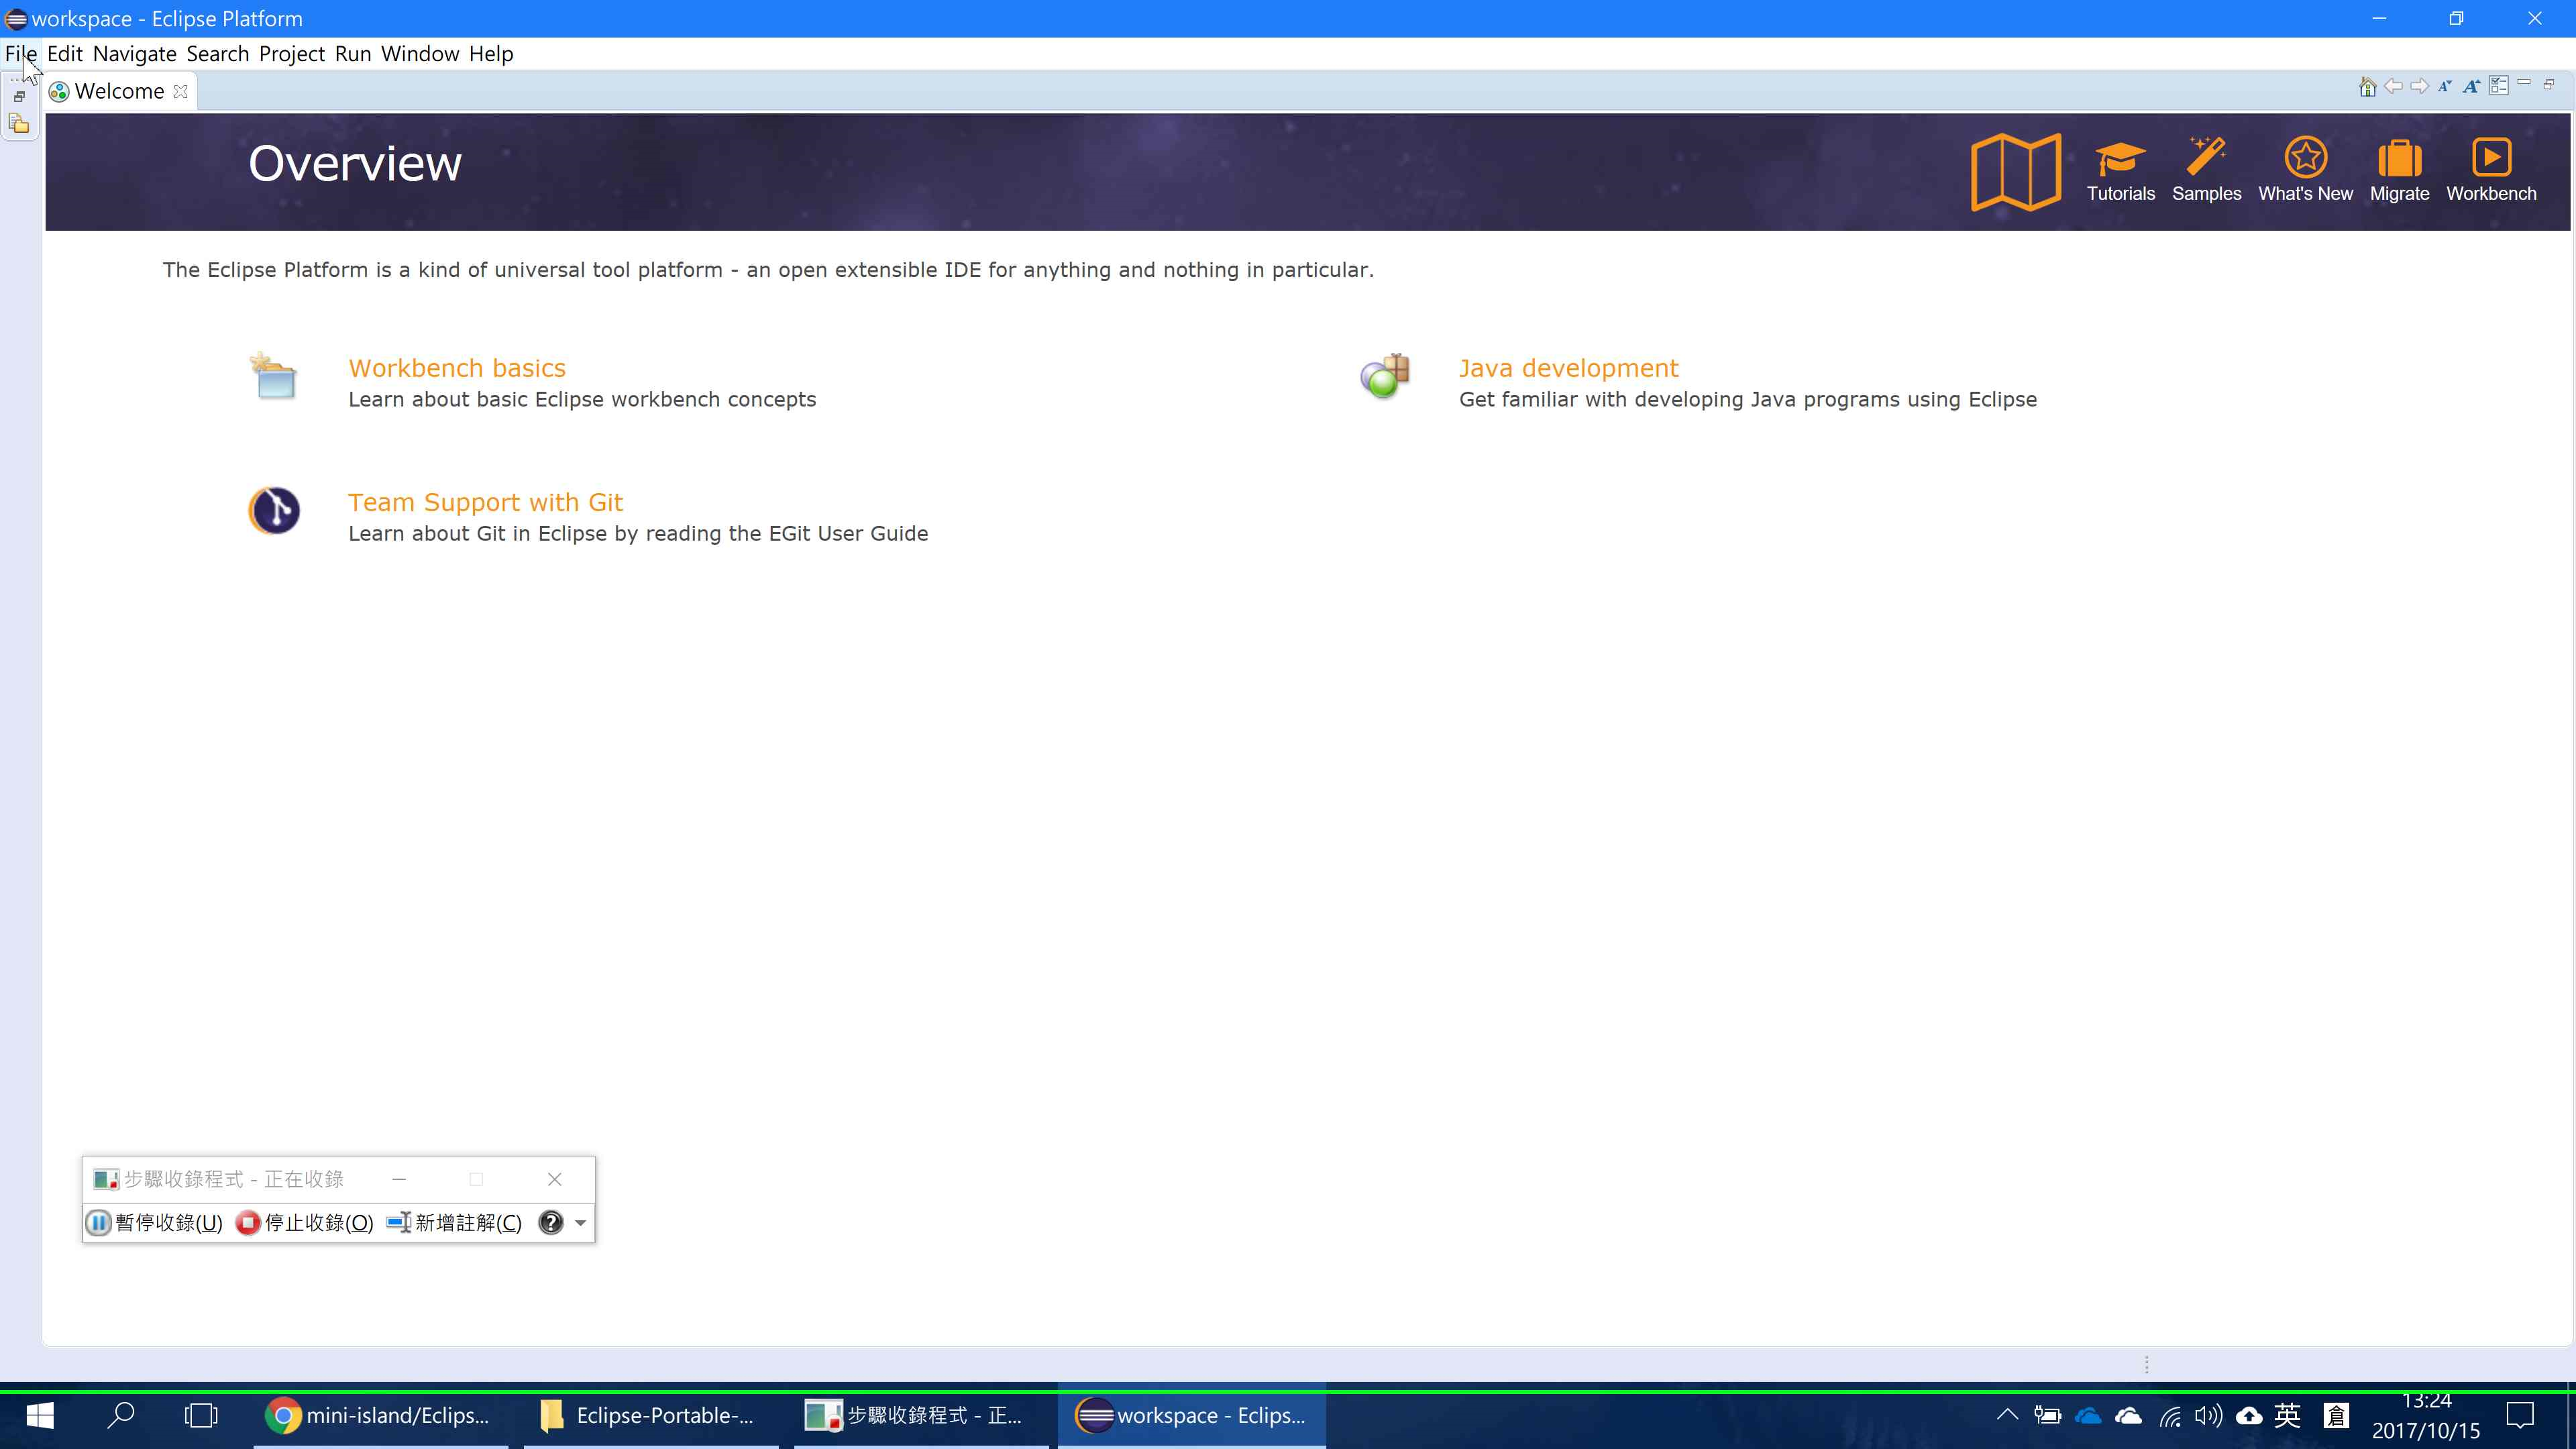 workspace - Eclipse Platform
File Edit Navigate Search Project Run Window Help
Welcome
Overview
Tutorials Samples What's New Migrate Workbench
The Eclipse Platform is a kind of universal tool platform - an open extensible IDE for anything and nothing in particular.
Workbench basics
Learn about basic Eclipse workbench concepts
Java development
Get familiar with developing Java programs using Eclipse
Team Support with Git
Learn about Git in Eclipse by reading the EGit User Guide
步驟收錄程式 - 正在收錄
暫停收錄(U) 停止收錄(O) 新增註解(C)
mini-island/Eclips... Eclipse-Portable-... 步驟收錄程式 - 正... workspace - Eclips... 英 倉
13:24
2017/10/15